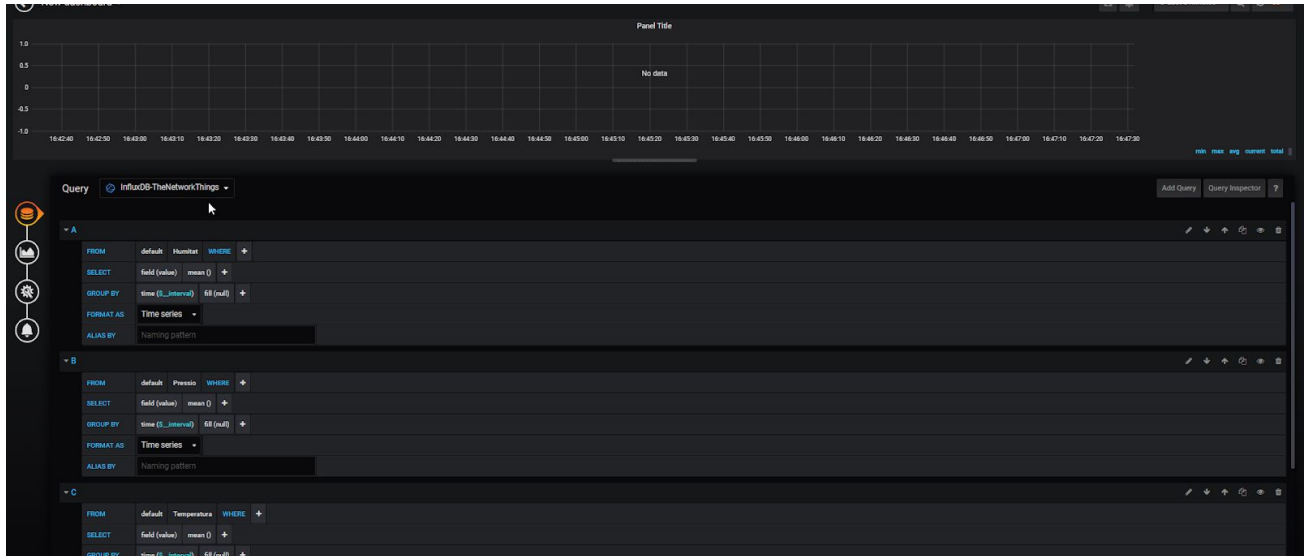 New dashboard
Panel Title
1.0
0.5
No data
0
-0.5
-1.0
16:42:40 16:42:50 16:43:00 16:43:10 16:43:20 16:43:30 16:43:40 16:43:50 16:44:00 16:44:10 16:44:20 16:44:30 16:44:40 16:44:50 16:45:00 16:45:10 16:45:20 16:45:30 16:45:40 16:45:50 16:46:00 16:46:10 16:46:20 16:46:30 16:46:40 16:46:50 16:47:00 16:47:10 16:47:20 16:47:30
min max avg current total
Query InfluxDB-TheNetworkThings Add Query Query Inspector ?
A
FROM default Humitat WHERE +
SELECT field (value) mean () +
GROUP BY time ($__interval) fill (null) +
FORMAT AS Time series
ALIAS BY Naming pattern
B
FROM default Pressio WHERE +
SELECT field (value) mean () +
GROUP BY time ($__interval) fill (null) +
FORMAT AS Time series
ALIAS BY Naming pattern
C
FROM default Temperatura WHERE +
SELECT field (value) mean () +
GROUP BY time ($__interval) fill (null) +